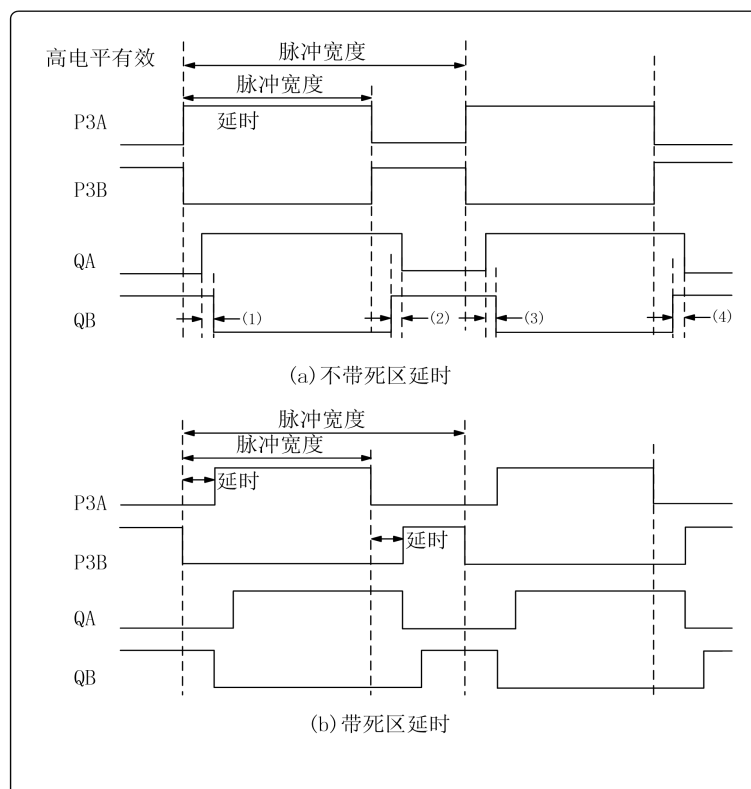 高电平有效
脉冲宽度
脉冲宽度
P3A
延时
P3B
QA
QB
(1)
(2)
(3)
(4)
(a)不带死区延时
脉冲宽度
脉冲宽度
延时
P3A
延时
P3B
QA
QB
(b)带死区延时